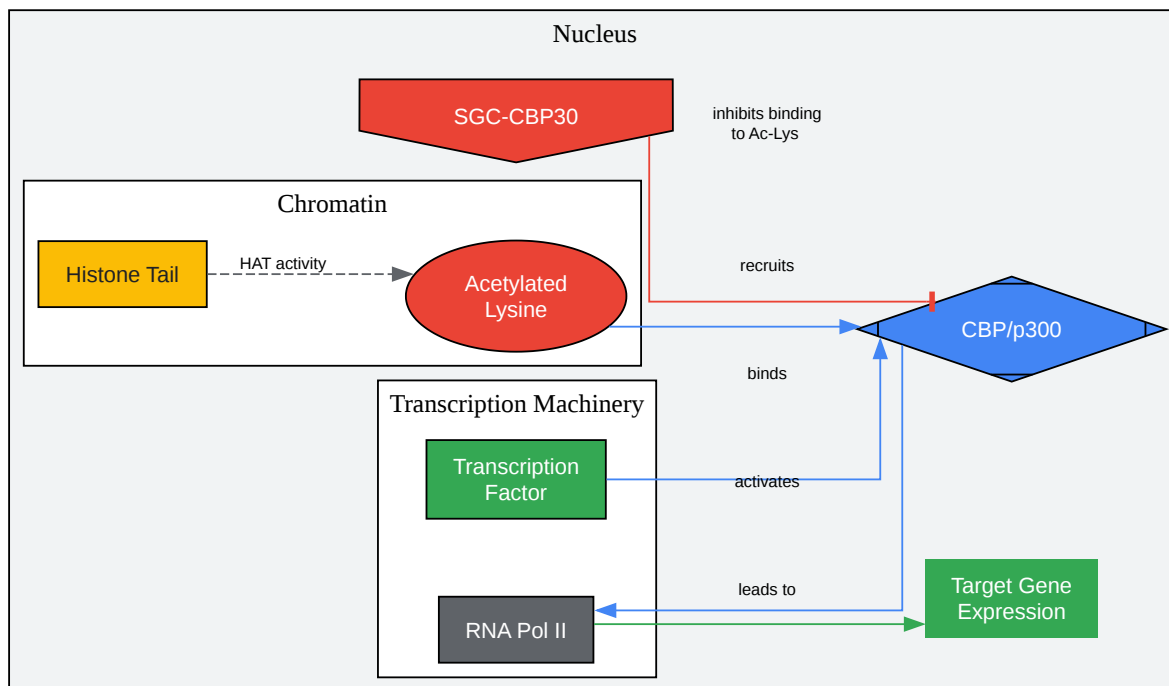 Nucleus
SGC-CBP30
inhibits binding
to Ac-Lys
Chromatin
Histone Tail
HAT activity
Acetylated
Lysine
recruits
CBP/p300
binds
Transcription Machinery
Transcription
Factor
activates
leads to
RNA Pol II
Target Gene
Expression